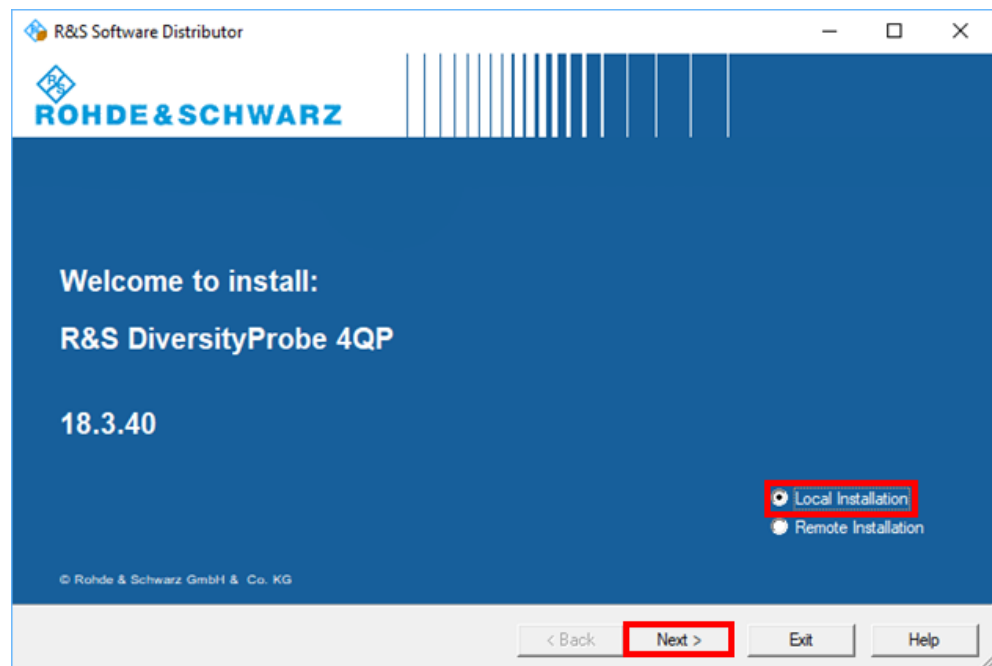 R&S Software Distributor
R&S
ROHDE&SCHWARZ
Welcome to install:
R&S DiversityProbe 4QP
18.3.40
Local Installation
Remote Installation
© Rohde & Schwarz GmbH & Co. KG
< Back
Next >
Exit
Help